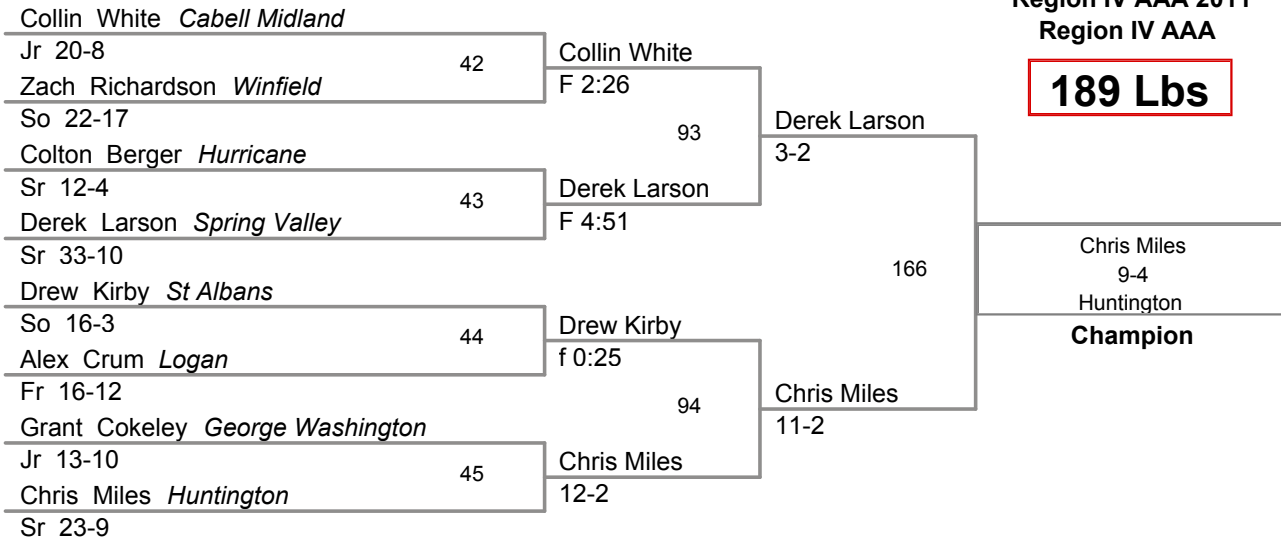 Region IV AAA 2011
Region IV AAA
189 Lbs
Collin White Cabell Midland
Jr 20-8
42
Zach Richardson Winfield
So 22-17
Colton Berger Hurricane
Sr 12-4
43
Derek Larson Spring Valley
Sr 33-10
Drew Kirby St Albans
So 16-3
44
Alex Crum Logan
Fr 16-12
Grant Cokeley George Washington
Jr 13-10
45
Chris Miles Huntington
Sr 23-9
Collin White
F 2:26
93
Derek Larson
F 4:51
Drew Kirby
f 0:25
94
Chris Miles
12-2
Derek Larson
3-2
166
Chris Miles
11-2
Chris Miles
9-4
Huntington
Champion